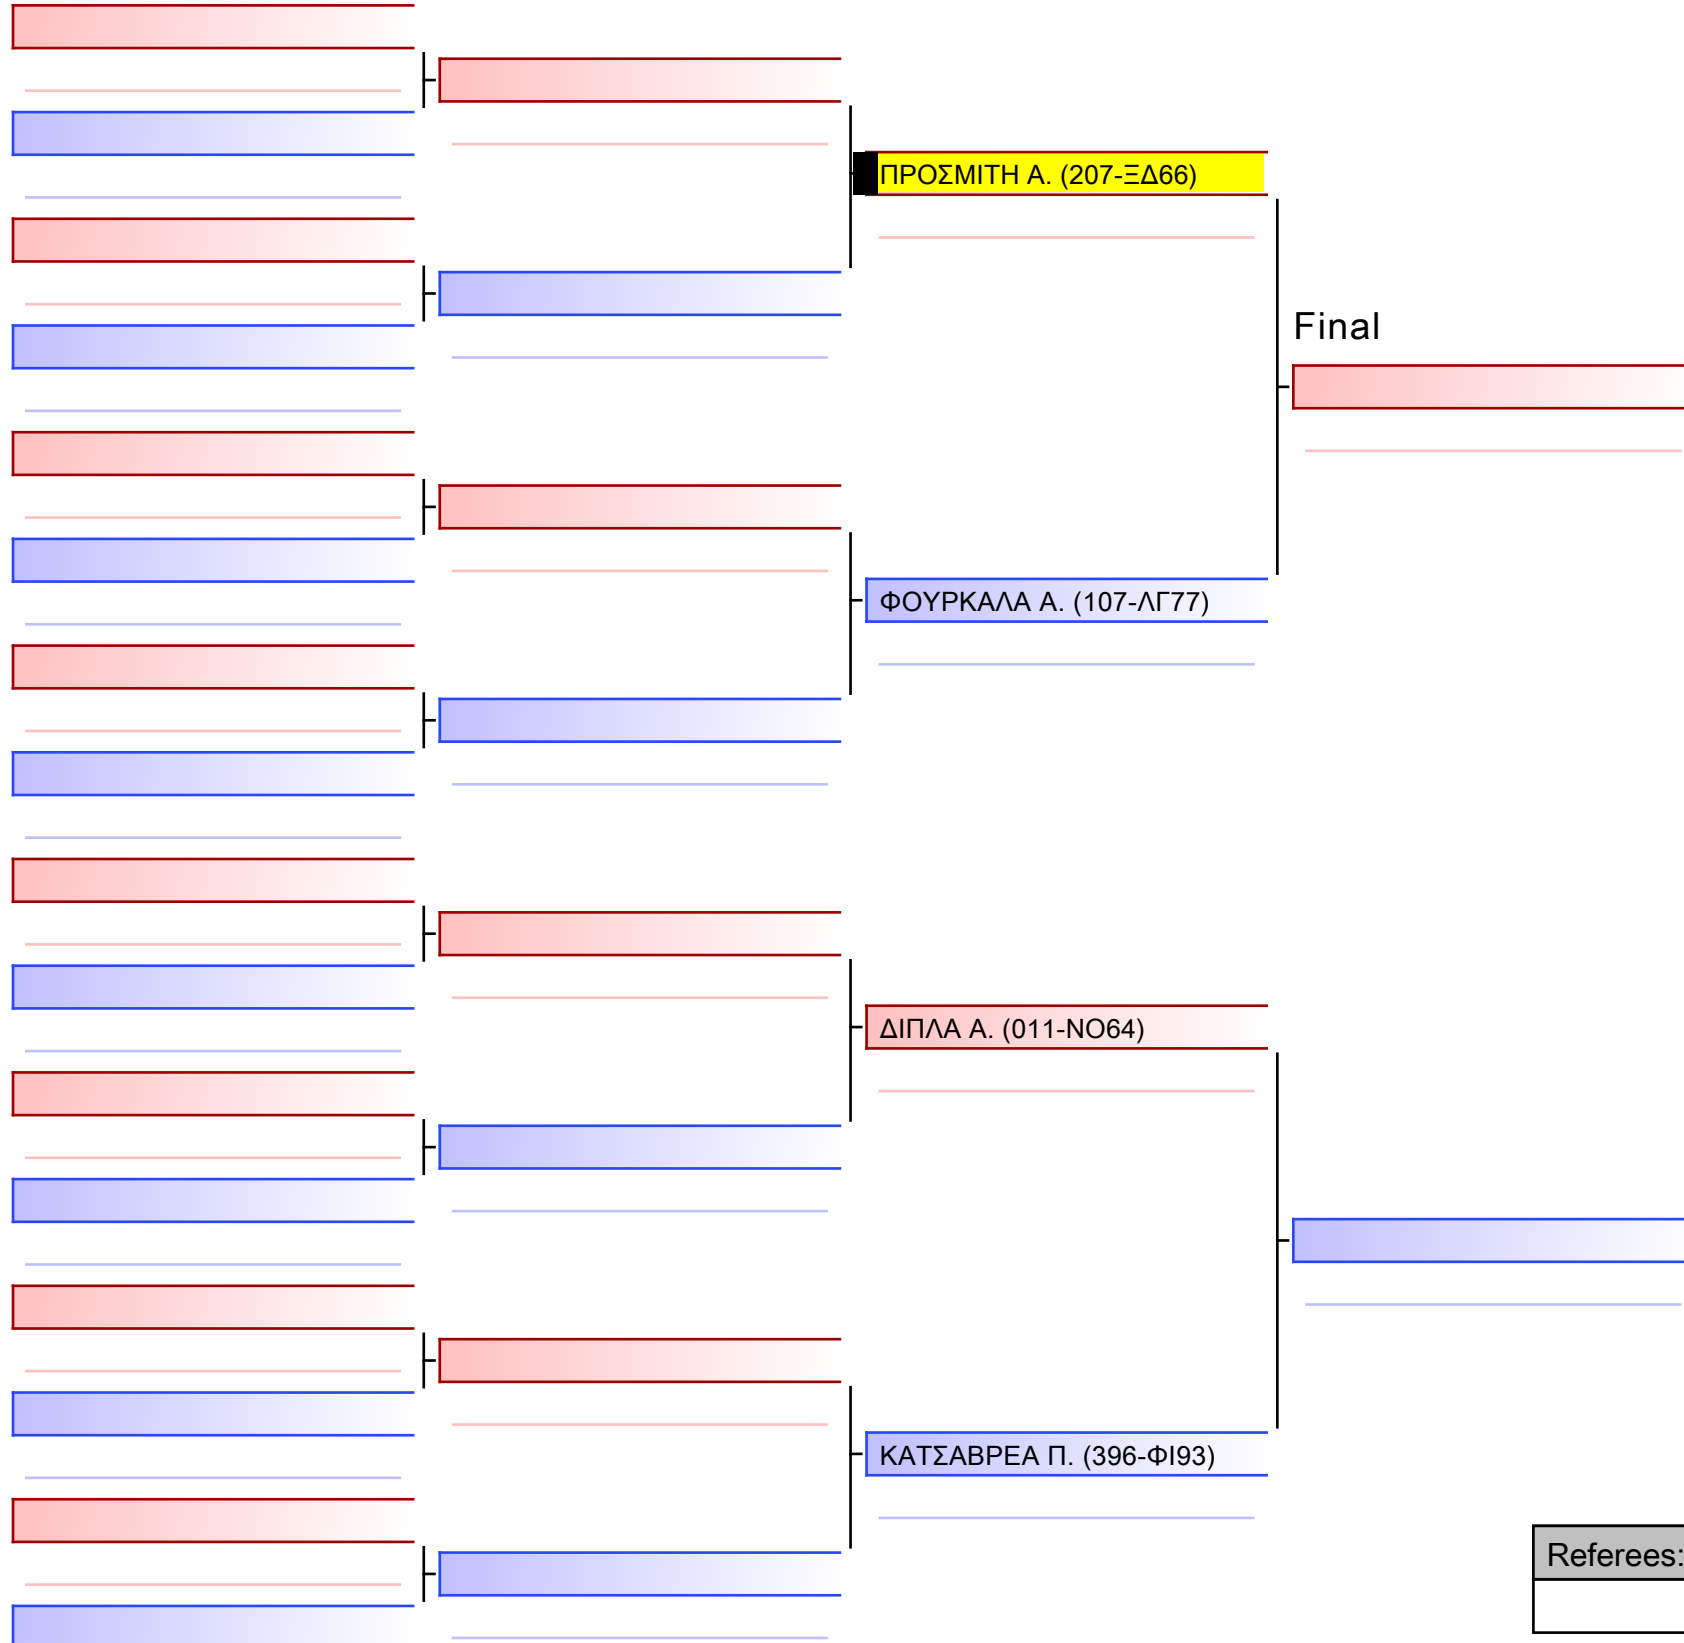 ΠΡΟΣΜΙΤΗ Α. (207-ΞΔ66)
Final
ΦΟΥΡΚΑΛΑ Α. (107-ΛΓ77)
ΔΙΠΛΑ Α. (011-ΝΟ64)
ΚΑΤΣΑΒΡΕΑ Π. (396-ΦΙ93)
Referees: